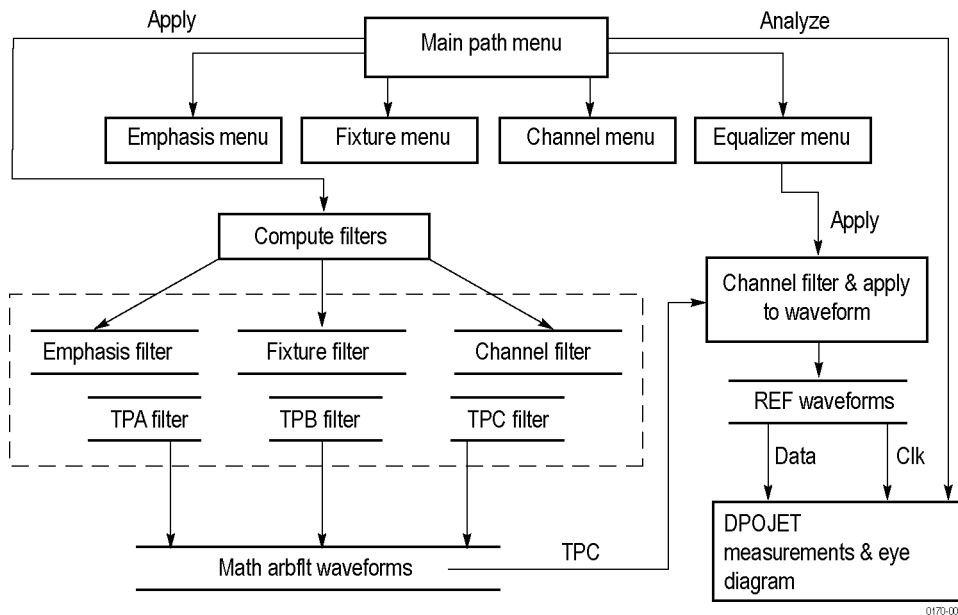 Apply
Analyze
Main path menu
Emphasis menu
Fixture menu
Channel menu
Equalizer menu
Apply
Compute filters
Channel filter & apply
to waveform
Emphasis filter
Fixture filter
Channel filter
TPA filter
TPB filter
TPC filter
REF waveforms
Data
Clk
DPOJET
measurements & eye
diagram
TPC
Math arbflt waveforms
0170-00